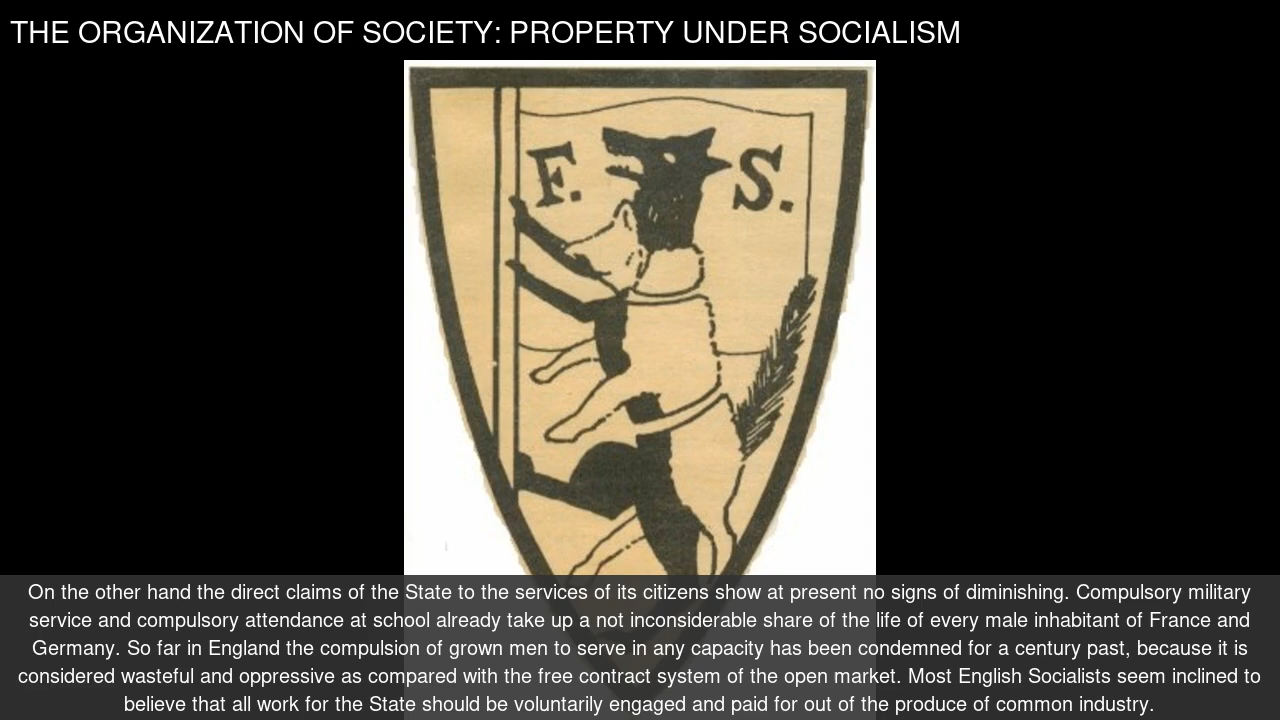 THE ORGANIZATION OF SOCIETY: PROPERTY UNDER SOCIALISM
F. S.
On the other hand the direct claims of the State to the services of its citizens show at present no signs of diminishing. Compulsory military
service and compulsory attendance at school already take up a not inconsiderable share of the life of every male inhabitant of France and
Germany. So far in England the compulsion of grown men to serve in any capacity has been condemned for a century past, because it is
considered wasteful and oppressive as compared with the free contract system of the open market. Most English Socialists seem inclined to
believe that all work for the State should be voluntarily engaged and paid for out of the produce of common industry.